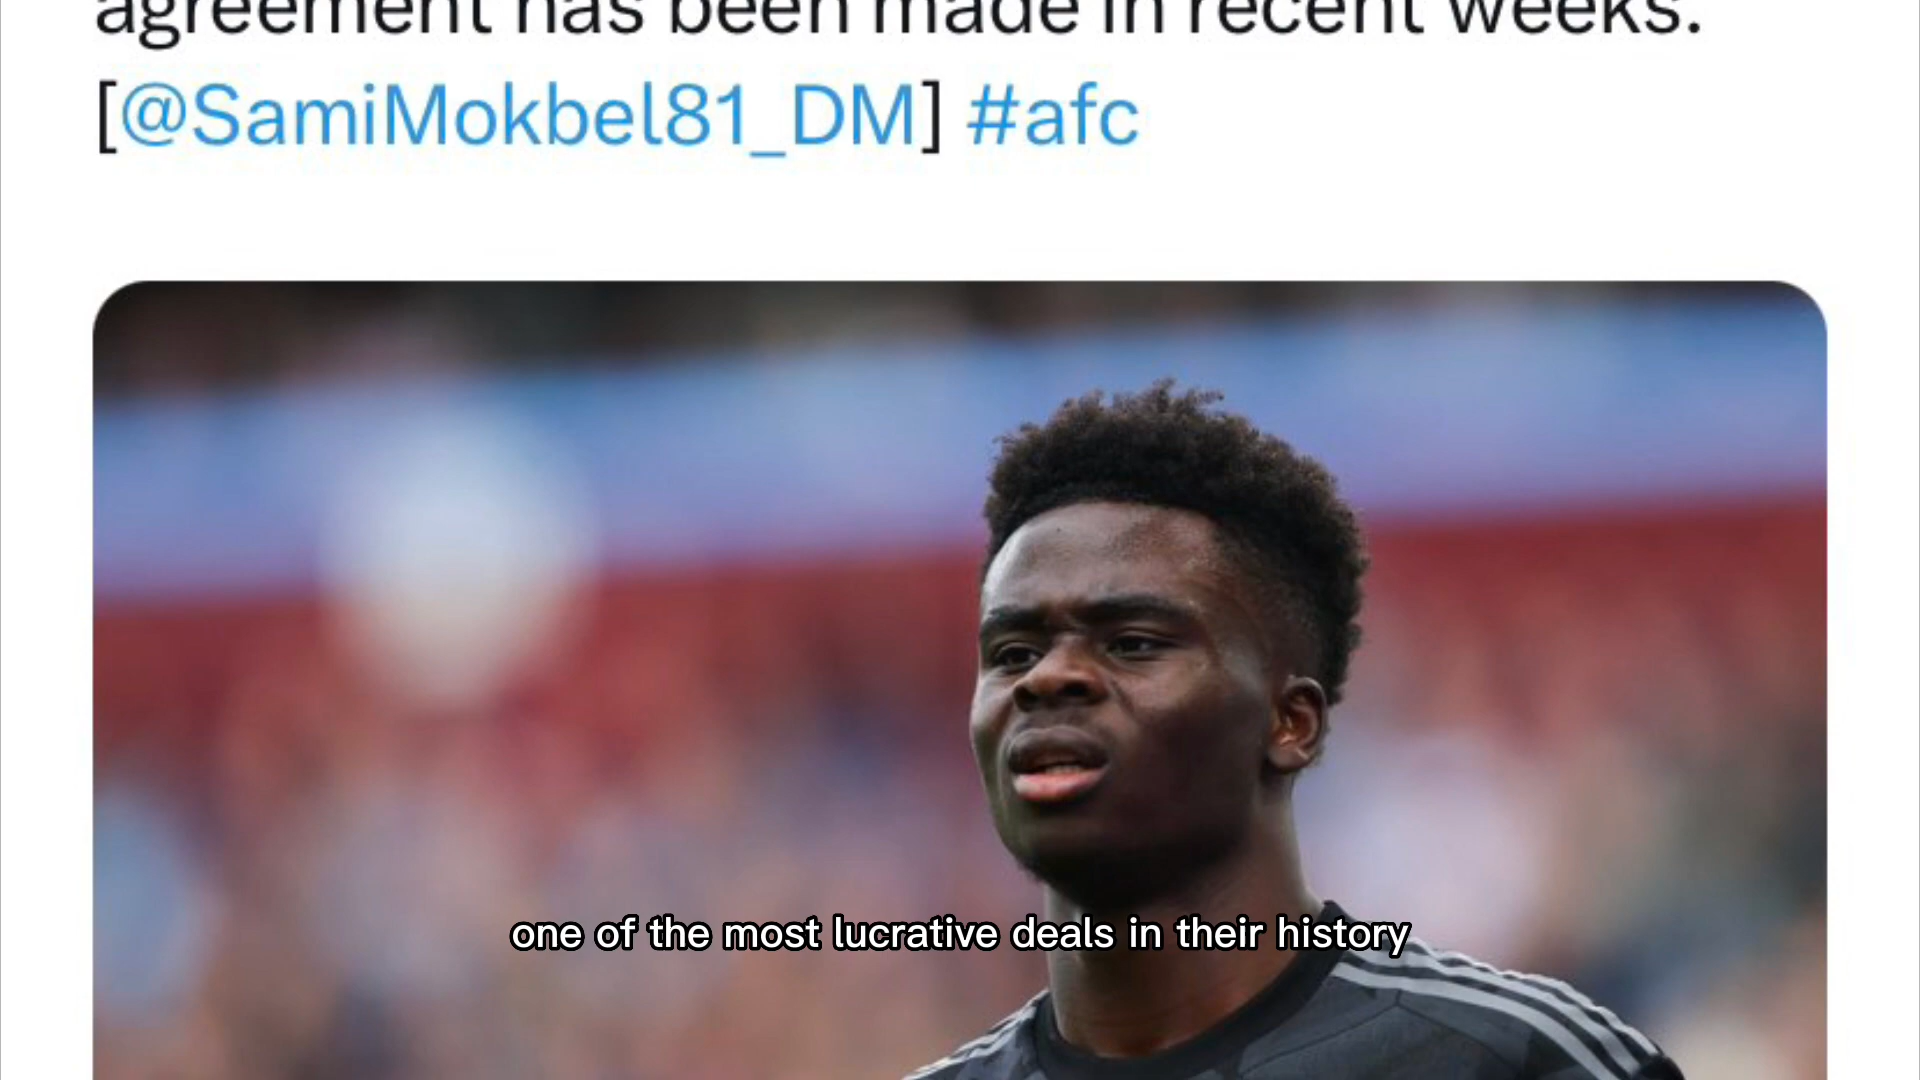 agreement has been made in recent weeks.
[@SamiMokbel81_DM] #afc
one of the most lucrative deals in their history